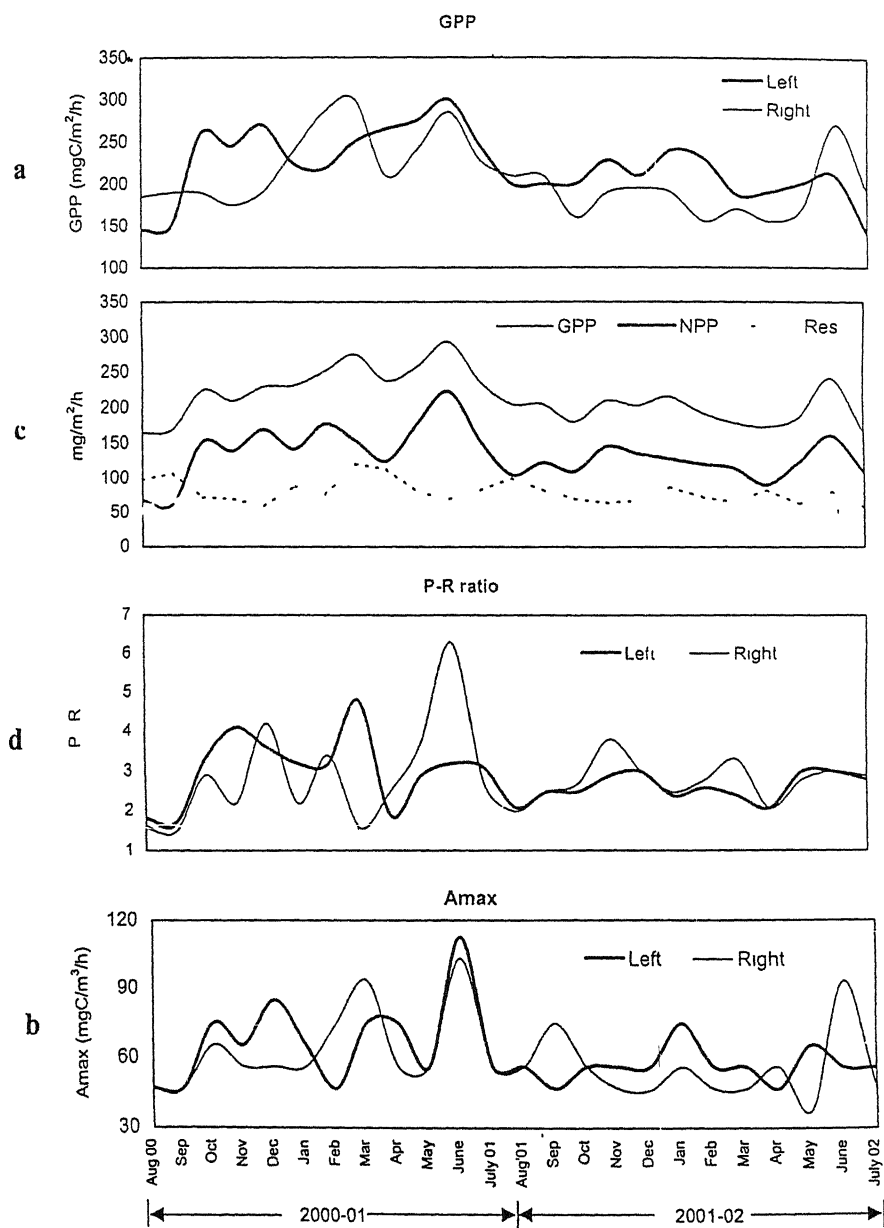 GPP
350
300
250
200
150
100
GPP (mgC/m²/h)
a
Left
Right
350
300
250
200
150
100
50
0
mg/m²/h
c
GPP NPP Res
P-R ratio
7
6
5
4
3
2
1
P R
d
Left Right
Amax
120
90
60
30
Amax (mgC/m³/h)
b
Left Right
Aug 00 Sep Oct Nov Dec Jan Feb Mar Apr May June July 01 Aug'01 Sep Oct Nov Dec Jan Feb Mar Apr May June July 02
2000-01 2001-02